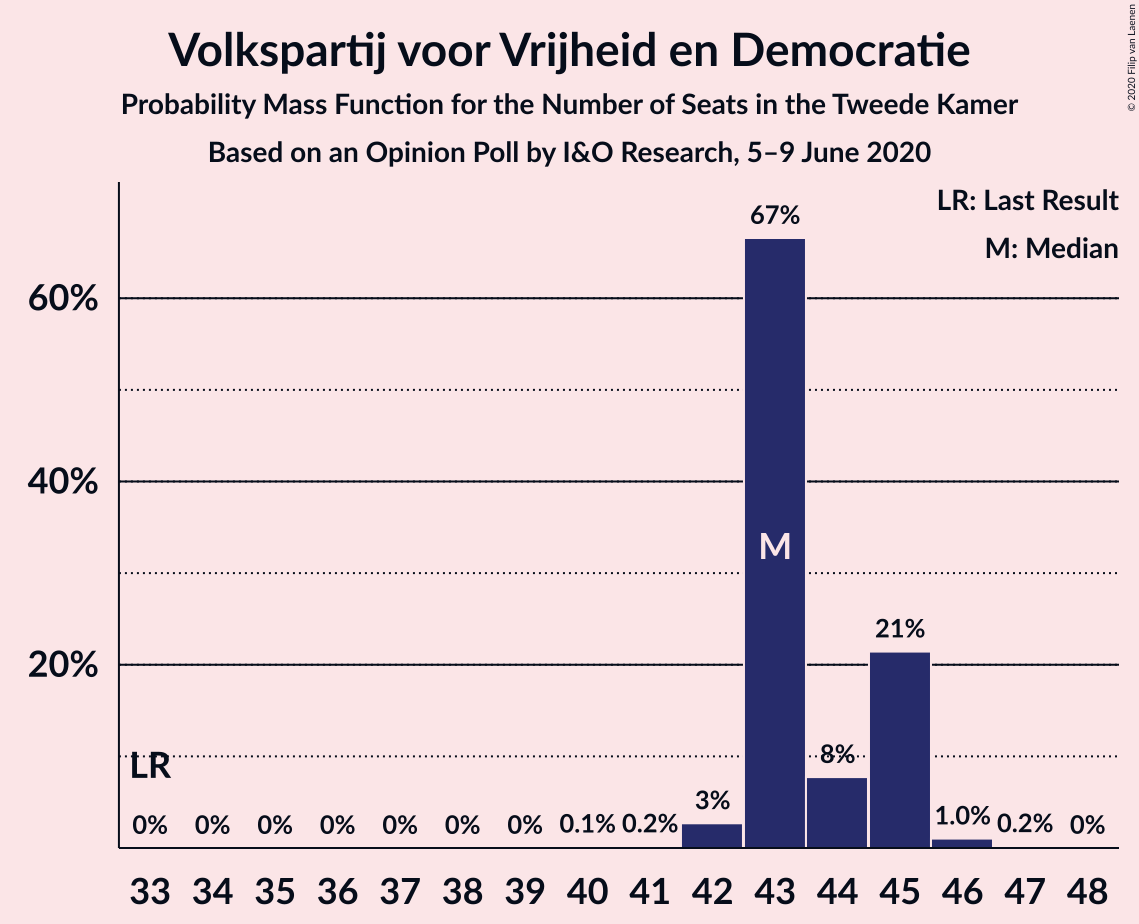 Volkspartij voor Vrijheid en Democratie
Probability Mass Function for the Number of Seats in the Tweede Kamer
Based on an Opinion Poll by I&O Research, 5–9 June 2020
© 2020 Filip van Laenen
LR: Last Result
M: Median
67%
60%
40%
M
21%
20%
LR
8%
3%
0% 0% 0% 0% 0% 0% 0% 0.1% 0.2% 1.0% 0.2% 0%
33 34 35 36 37 38 39 40 41 42 43 44 45 46 47 48